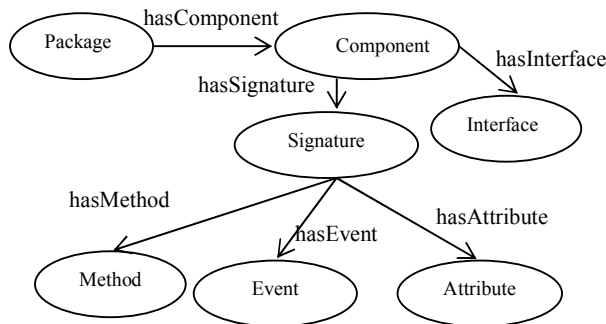 hasComponent
Package
Component
hasInterface
hasSignature
Interface
Signature
hasMethod
hasAttribute
hasEvent
Method
Event
Attribute